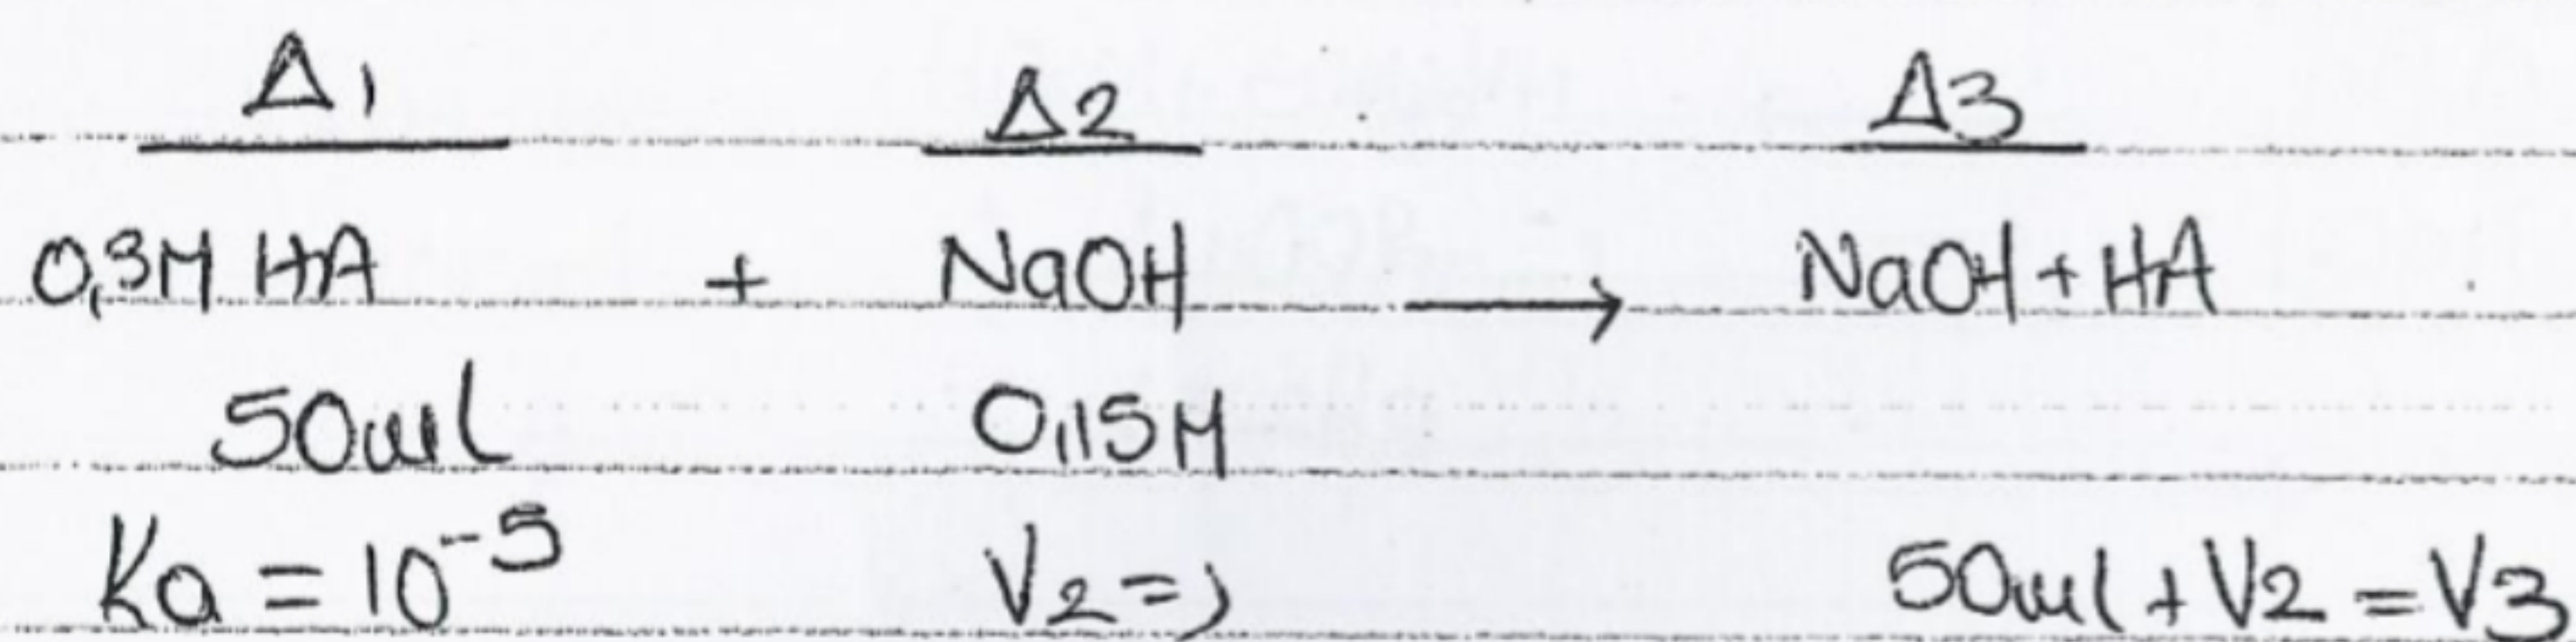 Δ1 Δ2 Δ3
0,3M HA + NaOH → NaOH + HA
50ml 0,15M
Ka = 10⁻⁵ V2 = ; 50ml + V2 = V3